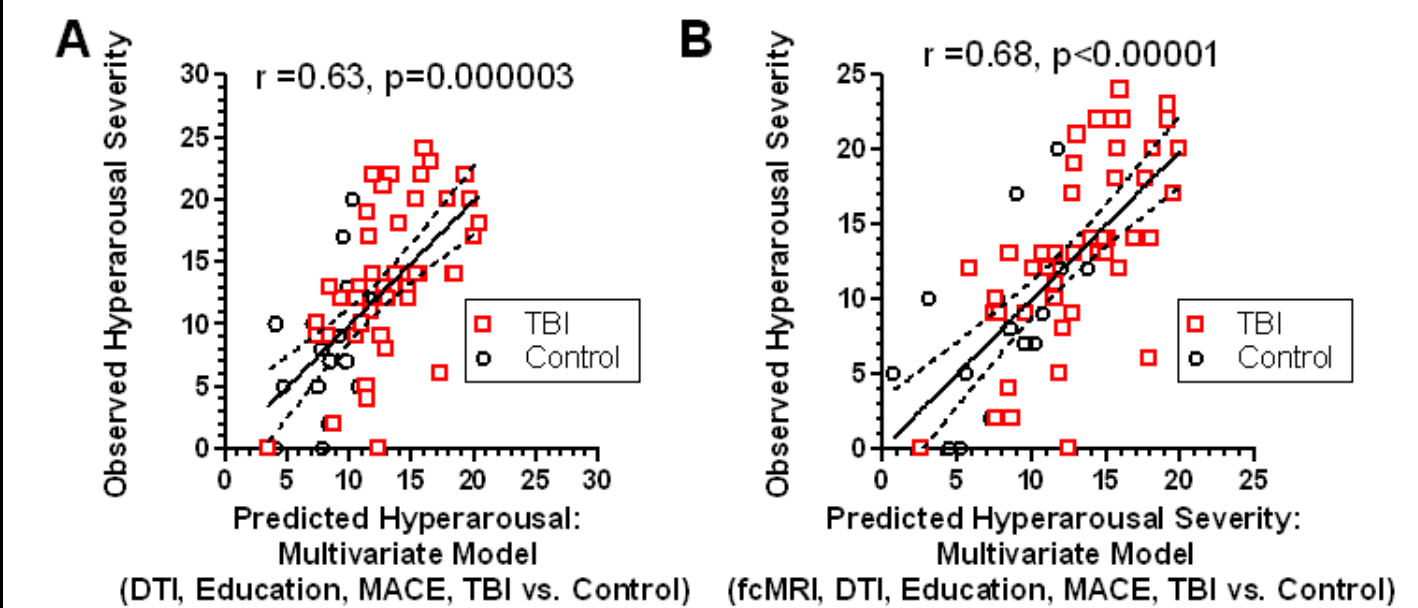 A
r =0.63, p=0.000003
Observed Hyperarousal Severity
30
25
20
15
10
5
0
0 5 10 15 20 25 30
TBI
Control
Predicted Hyperarousal:
Multivariate Model
(DTI, Education, MACE, TBI vs. Control)
B
r =0.68, p<0.00001
Observed Hyperarousal Severity
25
20
15
10
5
0
0 5 10 15 20 25
TBI
Control
Predicted Hyperarousal Severity:
Multivariate Model
(fcMRI, DTI, Education, MACE, TBI vs. Control)